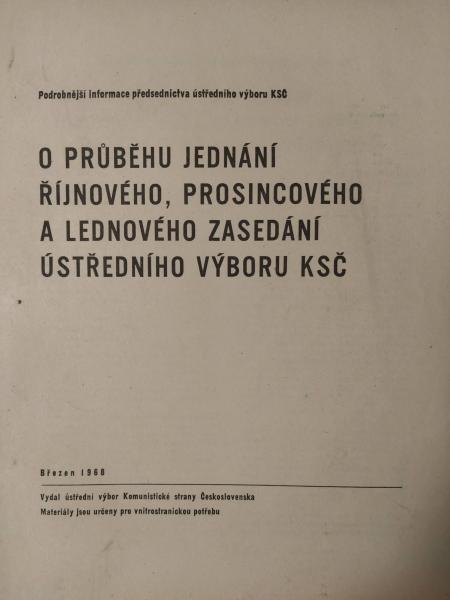 Podrobnější informace předsednictva ústředního výboru KSČ
O PRŮBĚHU JEDNÁNÍ
ŘÍJNOVÉHO, PROSINCOVÉHO
A LEDNOVÉHO ZASEDÁNÍ
ÚSTŘEDNÍHO VÝBORU KSČ
Březen 1968
Vydal ústřední výbor Komunistické strany Československa
Materiály jsou určeny pro vnitrostranickou potřebu